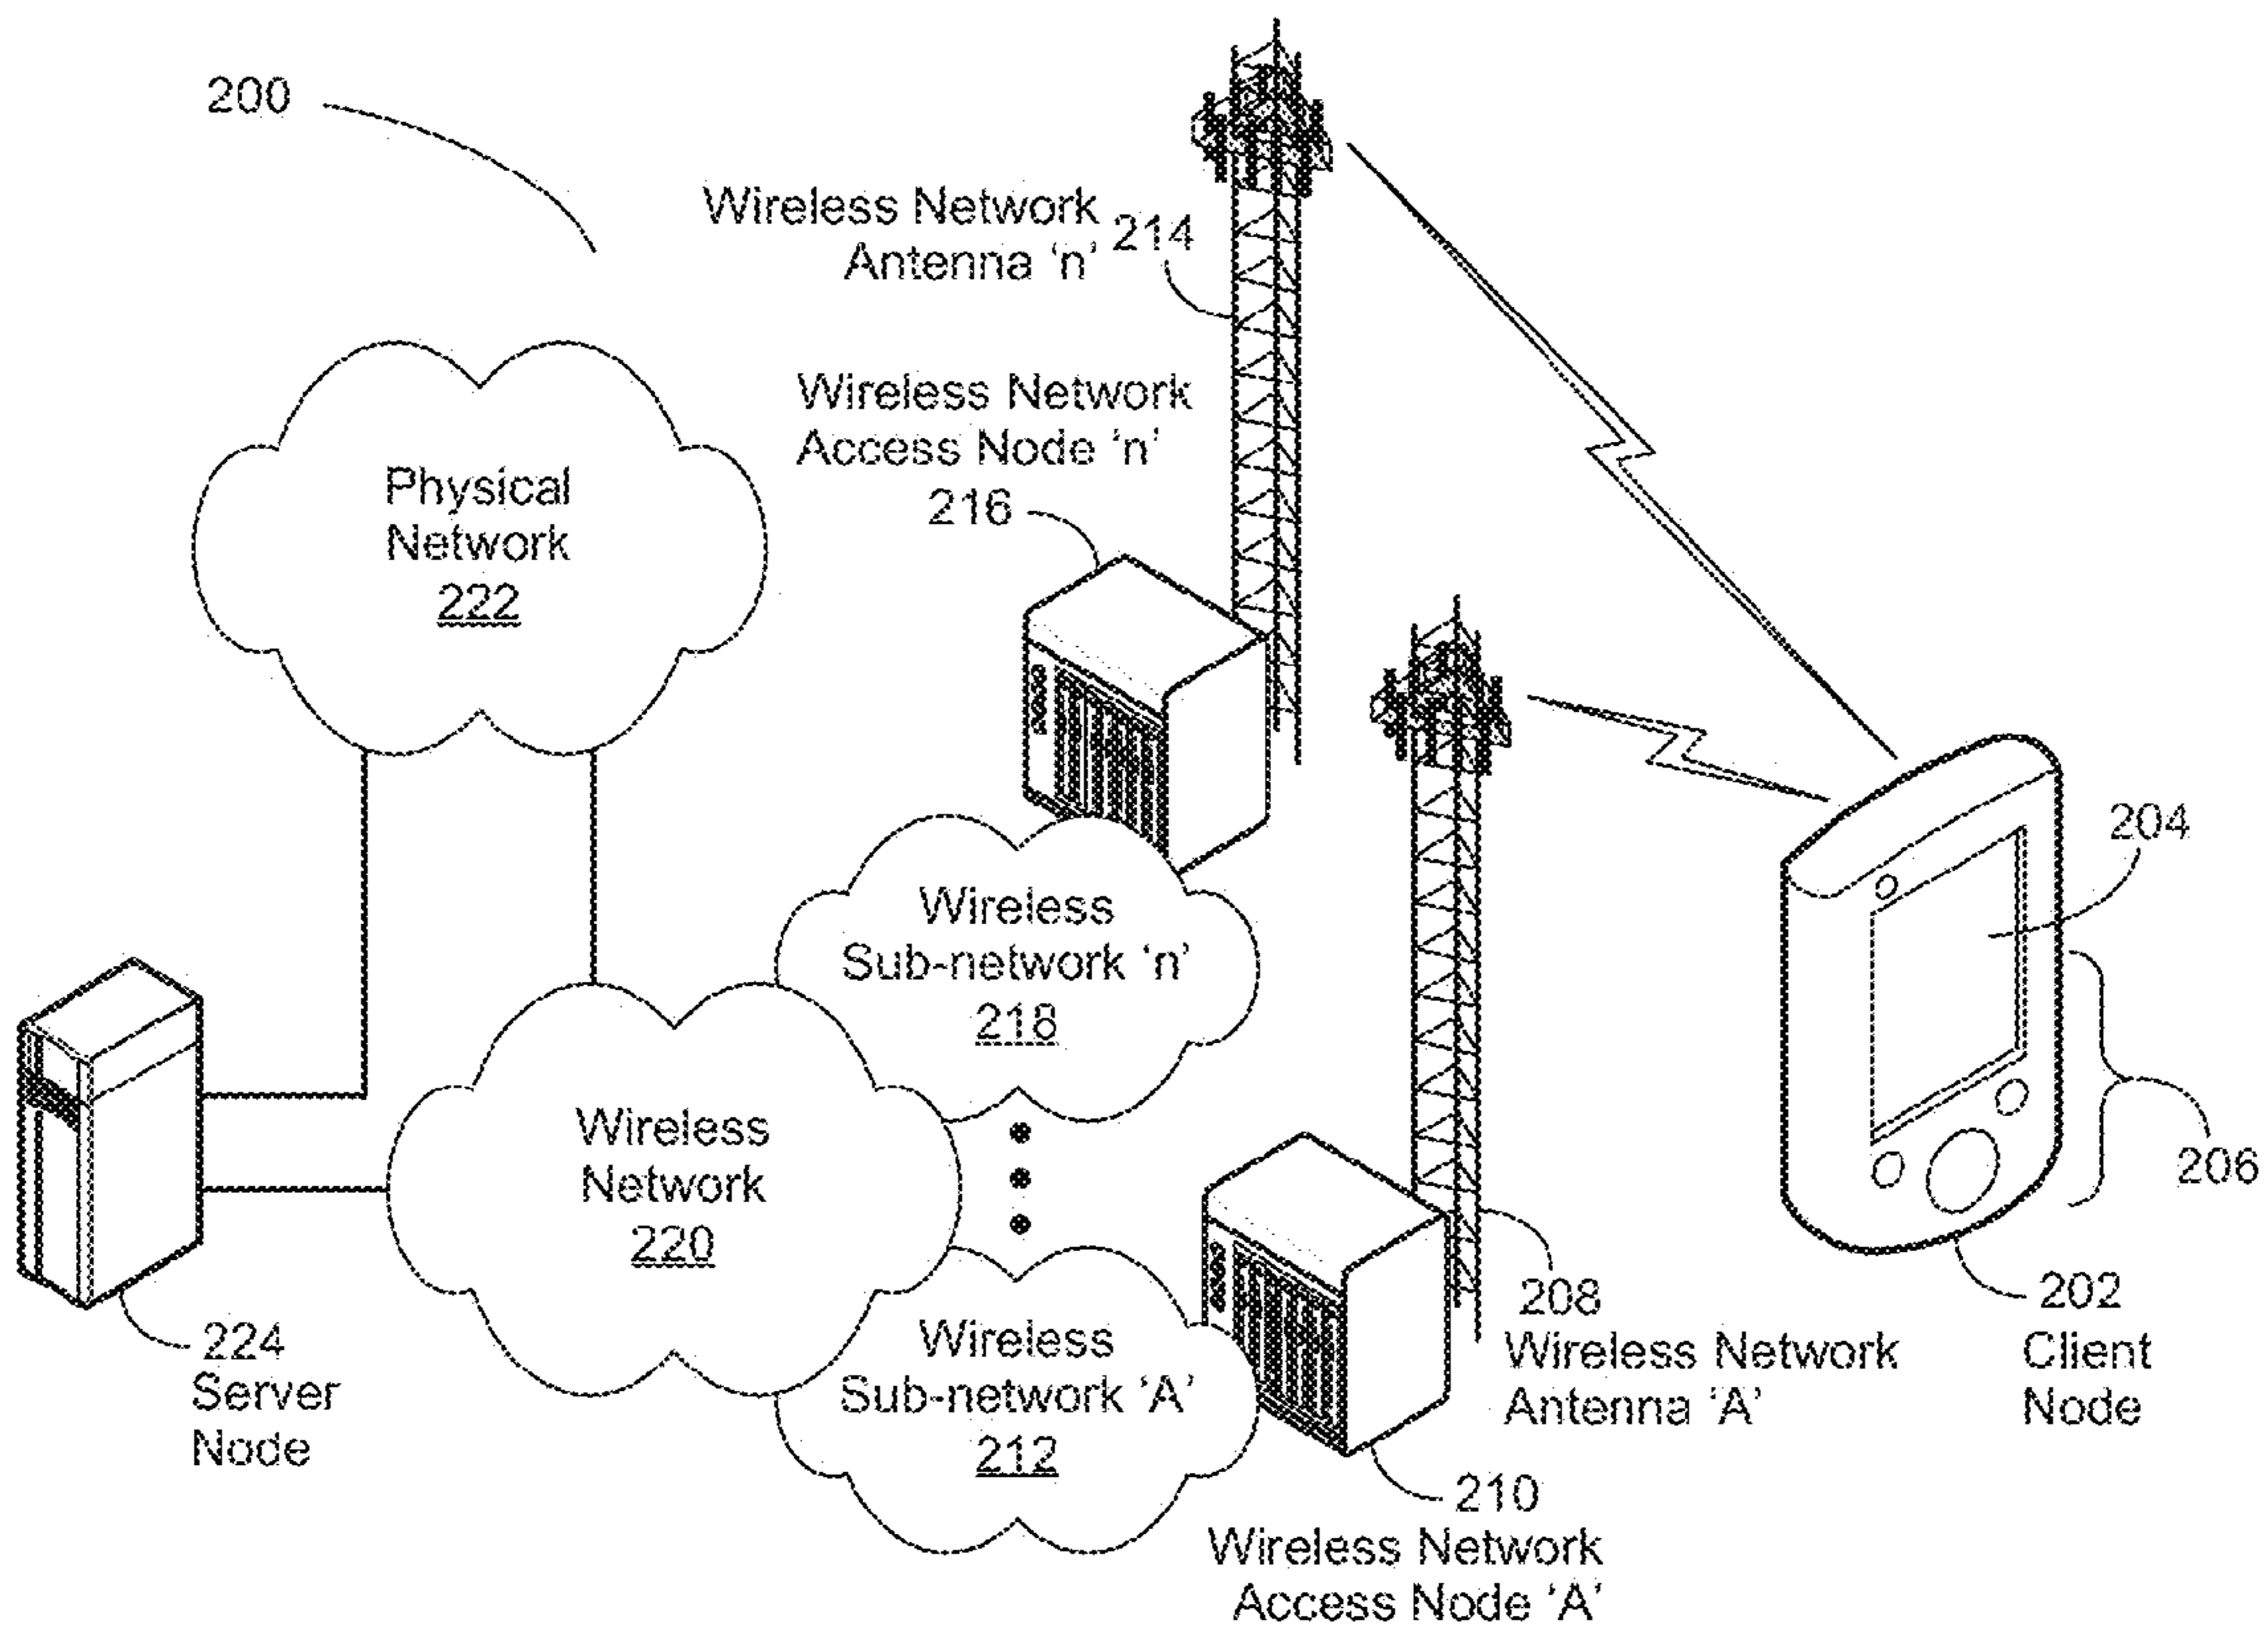 200
Wireless Network
Antenna 'n'
214
Wireless Network
Access Node 'n'
216
Physical
Network
222
204
Wireless
Sub-network 'n'
218
Wireless
Network
220
206
224
Server
Node
Wireless
Sub-network 'A'
212
208
Wireless Network
Antenna 'A'
202
Client
Node
210
Wireless Network
Access Node 'A'